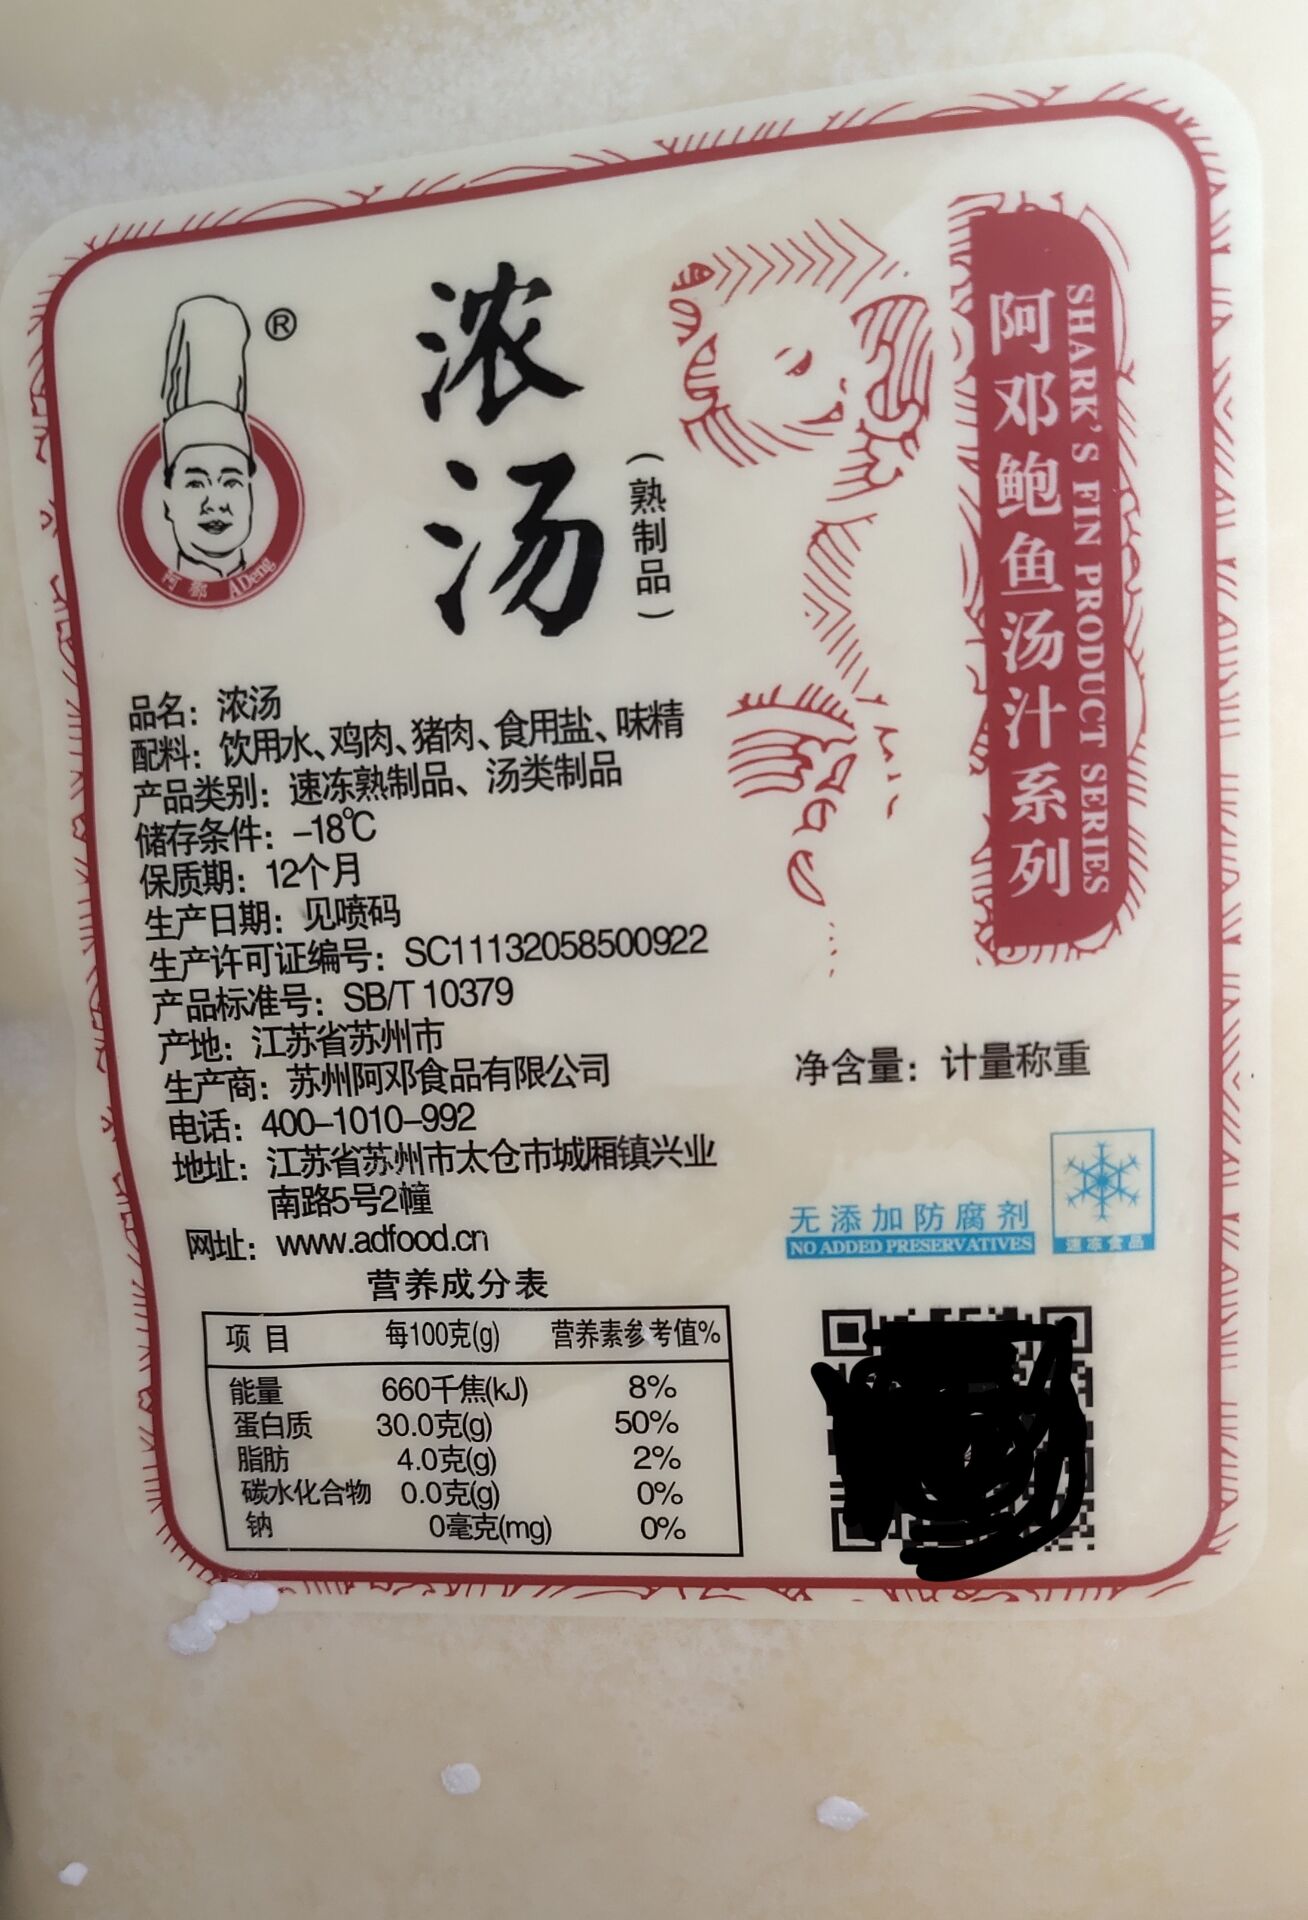 ®
阿鄧 ADeng
浓汤
（熟制品）
SHARK'S FIN PRODUCT SERIES
阿邓鲍鱼汤汁系列
品名：浓汤
配料：饮用水、鸡肉、猪肉、食用盐、味精
产品类别：速冻熟制品、汤类制品
储存条件：-18℃
保质期：12个月
生产日期：见喷码
生产许可证编号：SC11132058500922
产品标准号：SB/T 10379
产地：江苏省苏州市
生产商：苏州阿邓食品有限公司
电话：400-1010-992
地址：江苏省苏州市太仓市城厢镇兴业
南路5号2幢
网址：www.adfood.cn
净含量：计量称重
无添加防腐剂
NO ADDED PRESERVATIVES
速冻食品
营养成分表
项目 每100克(g) 营养素参考值%
能量 660千焦(kJ) 8%
蛋白质 30.0克(g) 50%
脂肪 4.0克(g) 2%
碳水化合物 0.0克(g) 0%
钠 0毫克(mg) 0%